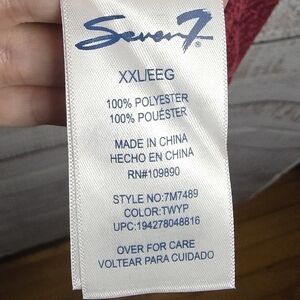 Seven7®
XXL/EEG
100% POLYESTER
100% POUÉSTER
MADE IN CHINA
HECHO EN CHINA
RN#109890
STYLE NO:7M7489
COLOR:TWYP
UPC:194278048816
OVER FOR CARE
VOLTEAR PARA CUIDADO